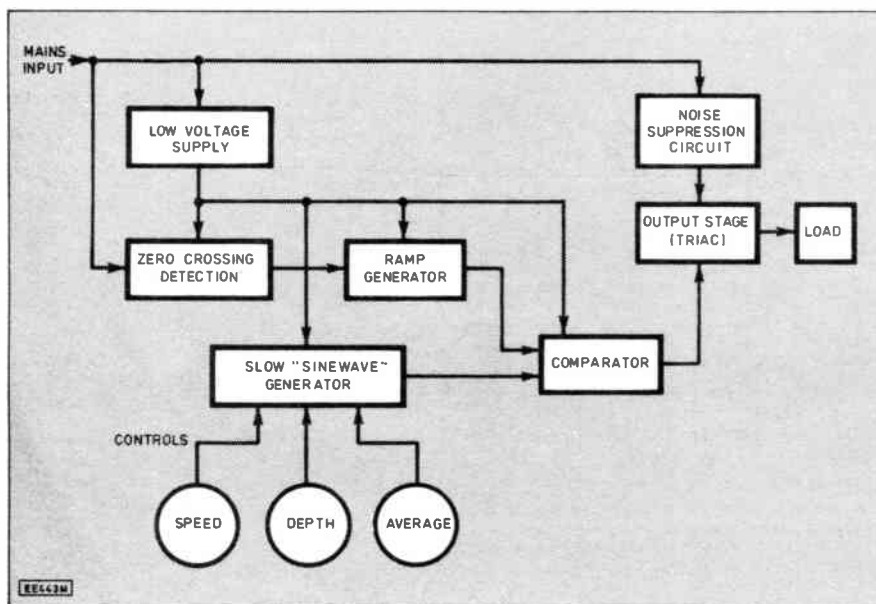 MAINS
INPUT
LOW VOLTAGE
SUPPLY
NOISE
SUPPRESSION
CIRCUIT
OUTPUT STAGE
(TRIAC)
LOAD
ZERO CROSSING
DETECTION
RAMP
GENERATOR
SLOW "SINEWAVE"
GENERATOR
COMPARATOR
CONTROLS
SPEED
DEPTH
AVERAGE
EE443M